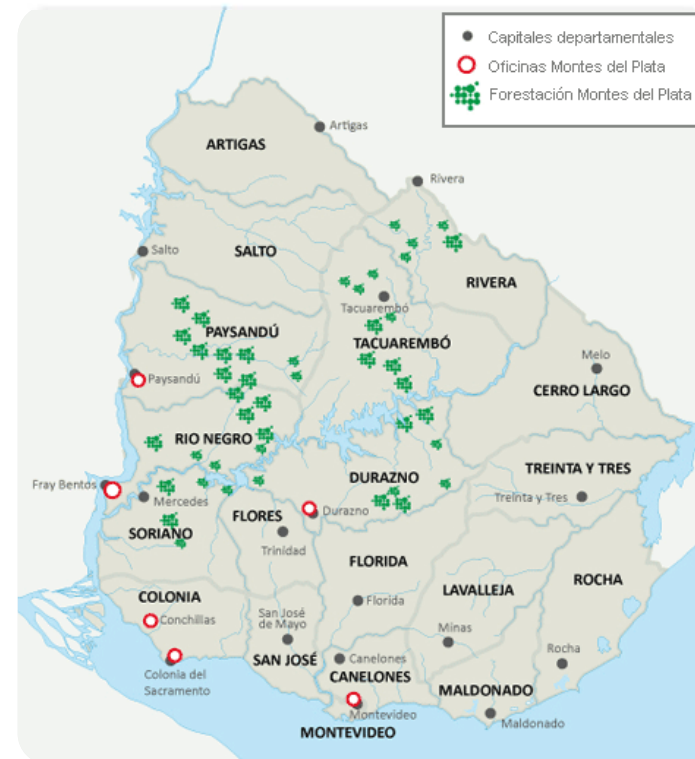 Capitales departamentales
Oficinas Montes del Plata
Forestación Montes del Plata
Artigas
ARTIGAS
Rivera
Salto
SALTO
RIVERA
Tacuarembó
PAYSANDÚ
TACUAREMBÓ
Melo
Paysandú
CERRO LARGO
RIO NEGRO
TREINTA Y TRES
Fray Bentos
DURAZNO
Mercedes
Treinta y Tres
FLORES
Durazno
SORIANO
Trinidad
FLORIDA
ROCHA
COLONIA
LAVALLEJA
Florida
San José
de Mayo
Conchillas
Minas
SAN JOSÉ
Canelones
Rocha
Colonia del
Sacramento
CANELONES
MALDONADO
Montevideo
Maldonado
MONTEVIDEO